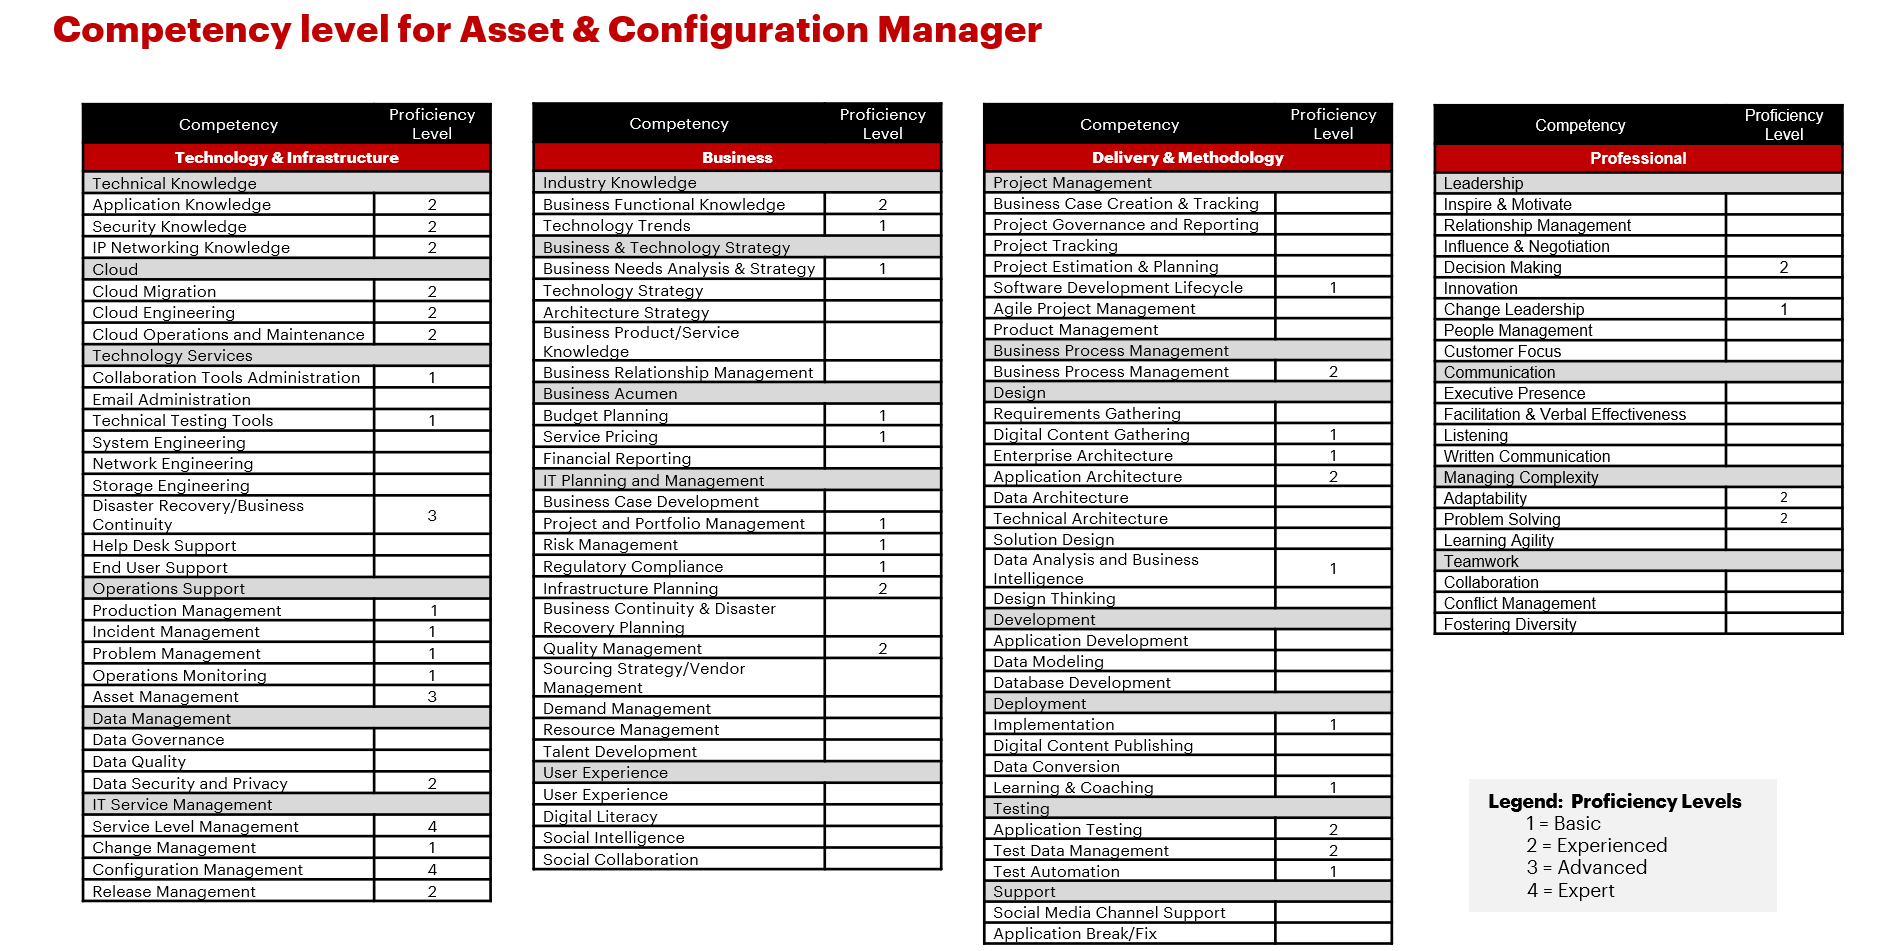 Competency level for Asset & Configuration Manager
Competency Proficiency Level
Technology & Infrastructure
Technical Knowledge
Application Knowledge 2
Security Knowledge 2
IP Networking Knowledge 2
Cloud
Cloud Migration 2
Cloud Engineering 2
Cloud Operations and Maintenance 2
Technology Services
Collaboration Tools Administration 1
Email Administration
Technical Testing Tools 1
System Engineering
Network Engineering
Storage Engineering
Disaster Recovery/Business
Continuity 3
Help Desk Support
End User Support
Operations Support
Production Management 1
Incident Management 1
Problem Management 1
Operations Monitoring 1
Asset Management 3
Data Management
Data Governance
Data Quality
Data Security and Privacy 2
IT Service Management
Service Level Management 4
Change Management 1
Configuration Management 4
Release Management 2
Competency Proficiency Level
Business
Industry Knowledge
Business Functional Knowledge 2
Technology Trends 1
Business & Technology Strategy
Business Needs Analysis & Strategy 1
Technology Strategy
Architecture Strategy
Business Product/Service
Knowledge
Business Relationship Management
Business Acumen
Budget Planning 1
Service Pricing 1
Financial Reporting
IT Planning and Management
Business Case Development
Project and Portfolio Management 1
Risk Management 1
Regulatory Compliance 1
Infrastructure Planning 2
Business Continuity & Disaster
Recovery Planning
Quality Management 2
Sourcing Strategy/Vendor
Management
Demand Management
Resource Management
Talent Development
User Experience
User Experience
Digital Literacy
Social Intelligence
Social Collaboration
Competency Proficiency Level
Delivery & Methodology
Project Management
Business Case Creation & Tracking
Project Governance and Reporting
Project Tracking
Project Estimation & Planning
Software Development Lifecycle 1
Agile Project Management
Product Management
Business Process Management
Business Process Management 2
Design
Requirements Gathering
Digital Content Gathering 1
Enterprise Architecture 1
Application Architecture 2
Data Architecture
Technical Architecture
Solution Design
Data Analysis and Business
Intelligence 1
Design Thinking
Development
Application Development
Data Modeling
Database Development
Deployment
Implementation 1
Digital Content Publishing
Data Conversion
Learning & Coaching 1
Testing
Application Testing 2
Test Data Management 2
Test Automation 1
Support
Social Media Channel Support
Application Break/Fix
Competency Proficiency Level
Professional
Leadership
Inspire & Motivate
Relationship Management
Influence & Negotiation
Decision Making 2
Innovation
Change Leadership 1
People Management
Customer Focus
Communication
Executive Presence
Facilitation & Verbal Effectiveness
Listening
Written Communication
Managing Complexity
Adaptability 2
Problem Solving 2
Learning Agility
Teamwork
Collaboration
Conflict Management
Fostering Diversity
Legend: Proficiency Levels
1 = Basic
2 = Experienced
3 = Advanced
4 = Expert